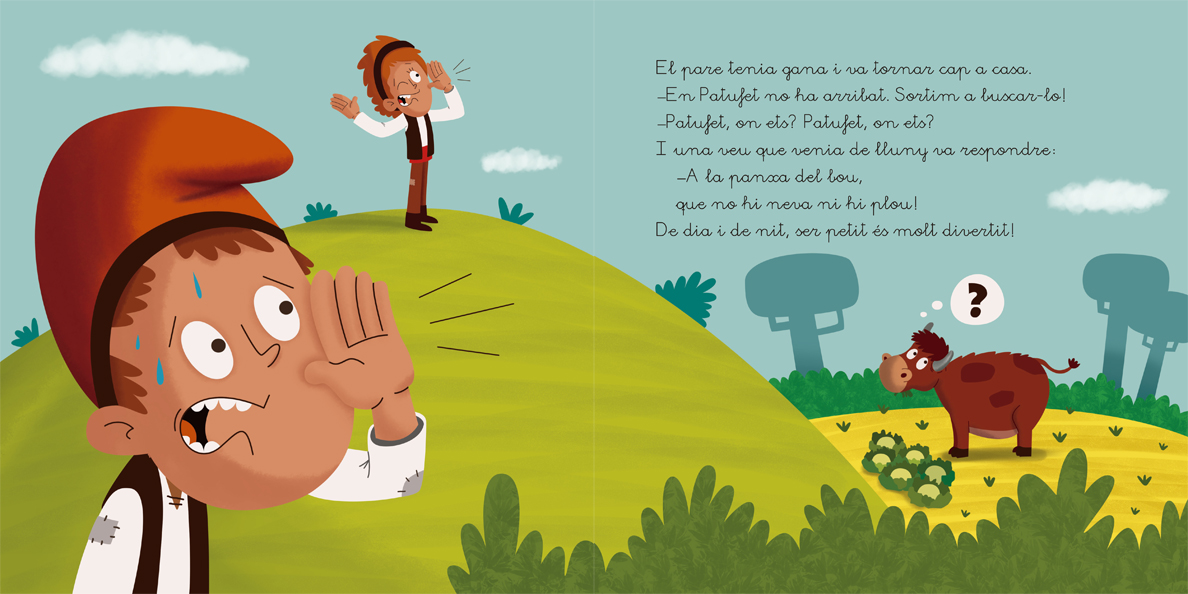 El pare tenia gana i va tornar cap a casa.
–En Patufet no ha arribat. Sortim a buscar-lo!
–Patufet, on ets? Patufet, on ets?
I una veu que venia de lluny va respondre:
–A la panxa del bou,
que no hi neva ni hi plou!
De dia i de nit, ser petit és molt divertit!
?